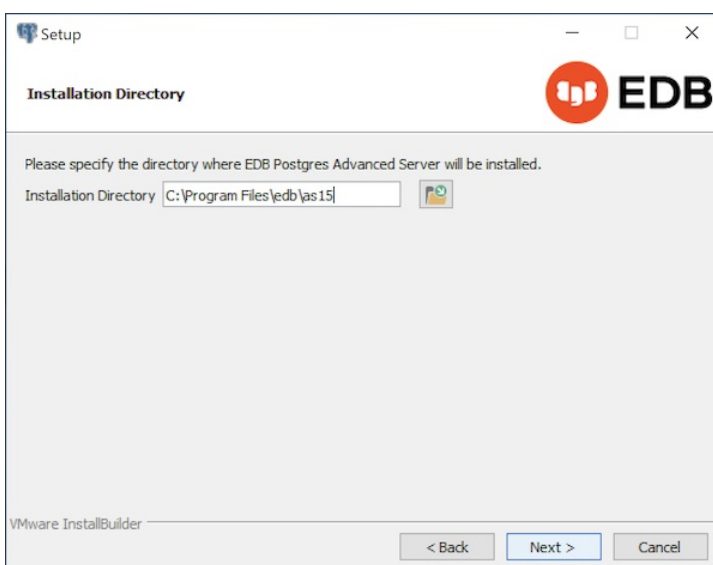 Setup
Installation Directory
EDB
Please specify the directory where EDB Postgres Advanced Server will be installed.
Installation Directory C:\Program Files\edb\as15
VMware InstallBuilder
< Back Next > Cancel